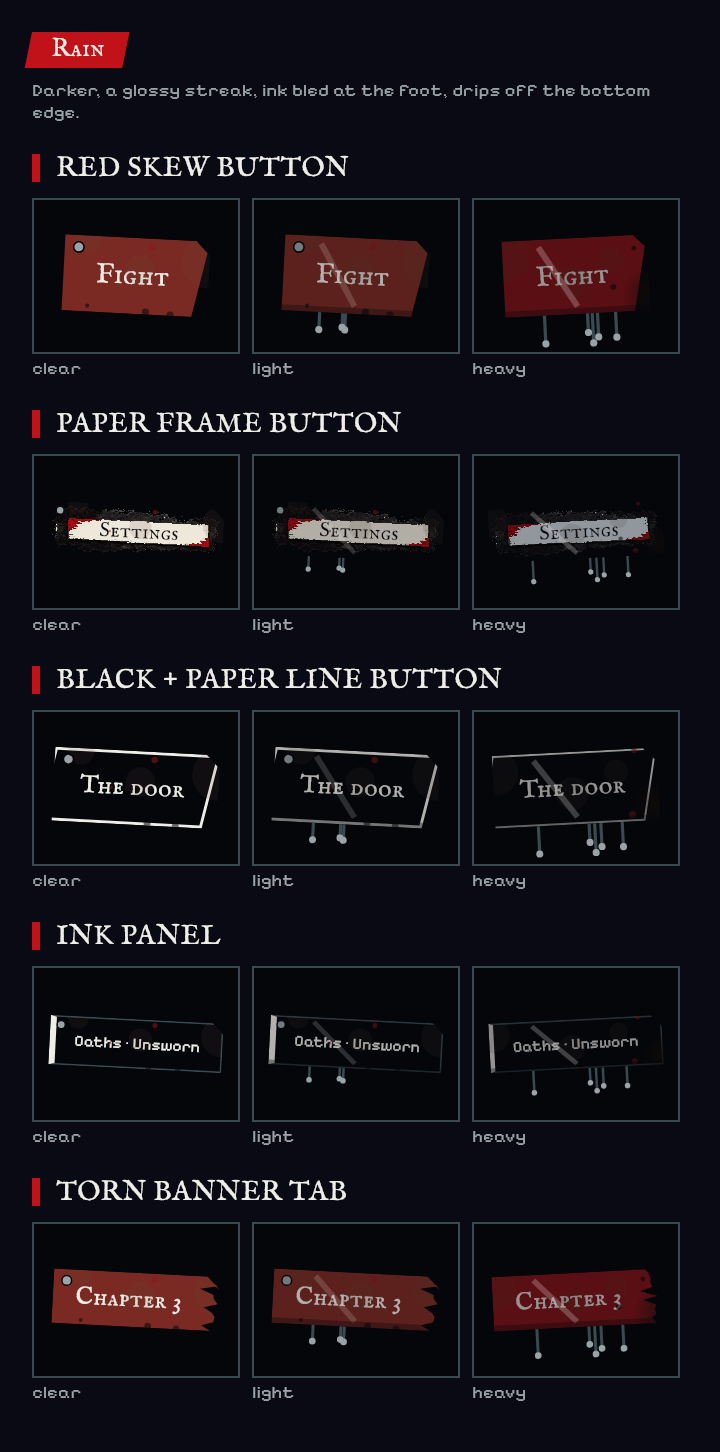 Rain
Darker, a glossy streak, ink bled at the foot, drips off the bottom
edge.
RED SKEW BUTTON
Fight Fight Fight
clear light heavy
PAPER FRAME BUTTON
Settings Settings Settings
clear light heavy
BLACK + PAPER LINE BUTTON
The door The door The door
clear light heavy
INK PANEL
Oaths · Unsworn Oaths · Unsworn Oaths · Unsworn
clear light heavy
TORN BANNER TAB
Chapter 3 Chapter 3 Chapter 3
clear light heavy